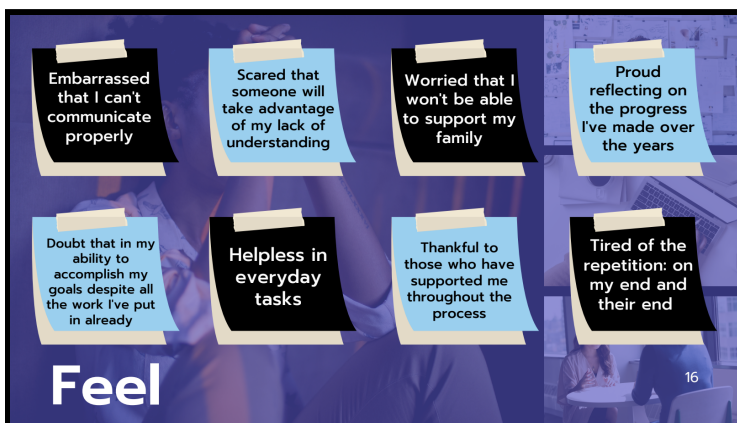 Embarrassed
that I can't
communicate
properly
Scared that
someone will
take advantage
of my lack of
understanding
Worried that I
won't be able
to support my
family
Proud
reflecting on
the progress
I've made over
the years
Doubt that in my
ability to
accomplish my
goals despite all
the work I've put
in already
Helpless in
everyday
tasks
Thankful to
those who have
supported me
throughout the
process
Tired of the
repetition: on
my end and
their end
Feel
16